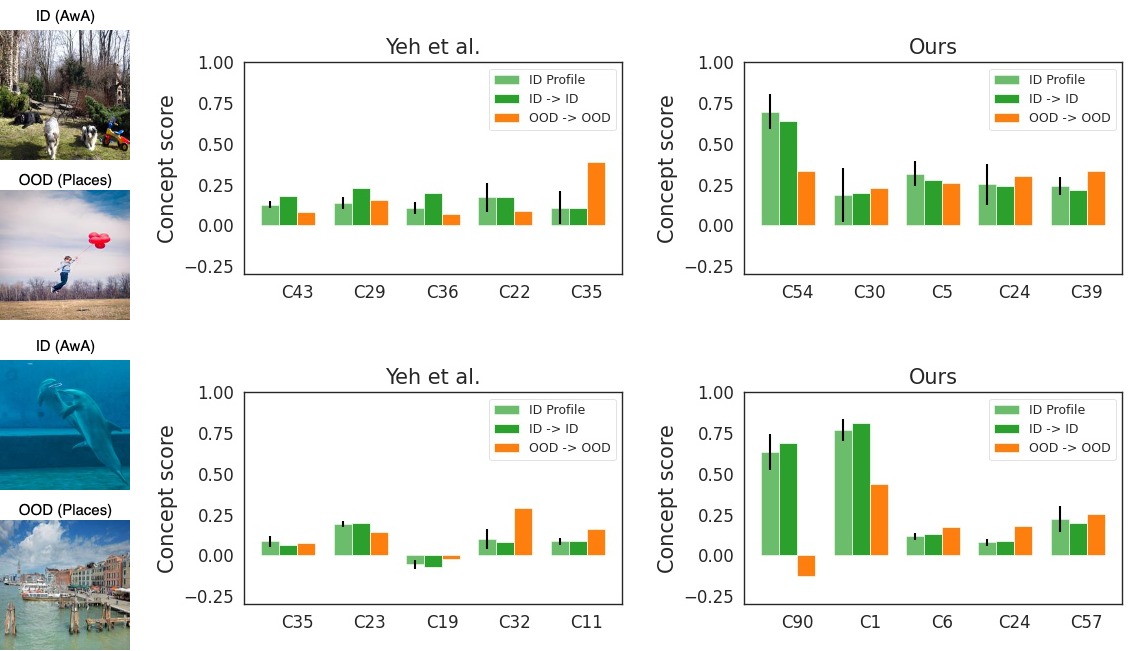 ID (AwA)
OOD (Places)
Yeh et al.
Concept score
1.00
0.75
0.50
0.25
0.00
−0.25
ID Profile
ID -> ID
OOD -> OOD
C43 C29 C36 C22 C35
Ours
Concept score
1.00
0.75
0.50
0.25
0.00
−0.25
ID Profile
ID -> ID
OOD -> OOD
C54 C30 C5 C24 C39
ID (AwA)
OOD (Places)
Yeh et al.
Concept score
1.00
0.75
0.50
0.25
0.00
−0.25
ID Profile
ID -> ID
OOD -> OOD
C35 C23 C19 C32 C11
Ours
Concept score
1.00
0.75
0.50
0.25
0.00
−0.25
ID Profile
ID -> ID
OOD -> OOD
C90 C1 C6 C24 C57